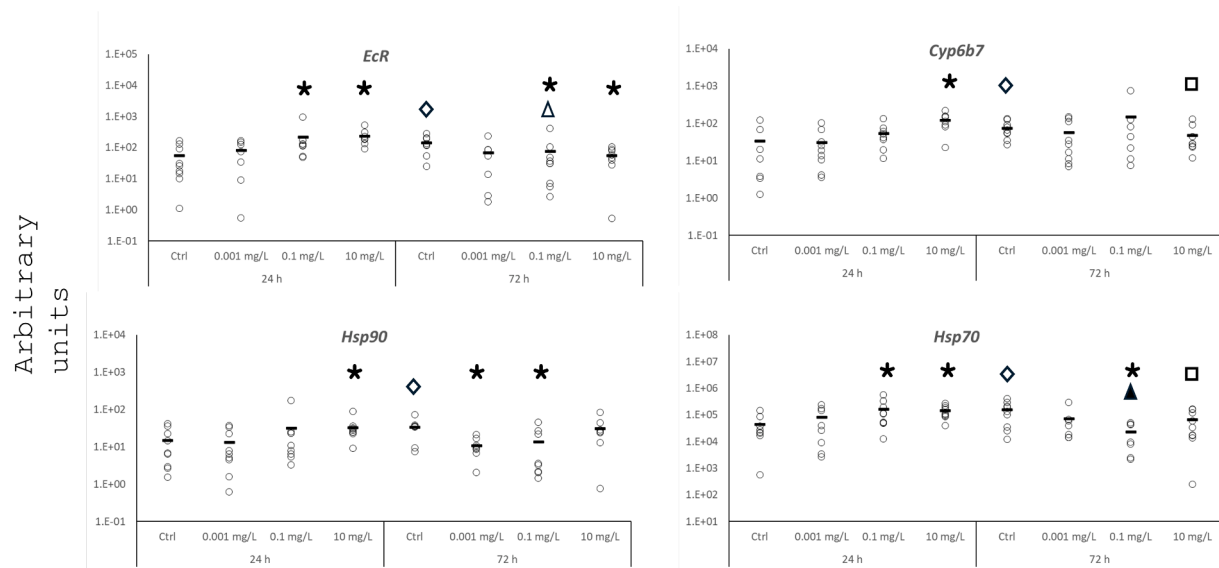 Arbitrary
units
EcR
1.E+05
1.E+04
1.E+03
1.E+02
1.E+01
1.E+00
1.E-01
Ctrl 0.001 mg/L 0.1 mg/L 10 mg/L Ctrl 0.001 mg/L 0.1 mg/L 10 mg/L
24 h 72 h
Cyp6b7
1.E+04
1.E+03
1.E+02
1.E+01
1.E+00
1.E-01
Ctrl 0.001 mg/L 0.1 mg/L 10 mg/L Ctrl 0.001 mg/L 0.1 mg/L 10 mg/L
24 h 72 h
Hsp90
1.E+04
1.E+03
1.E+02
1.E+01
1.E+00
1.E-01
Ctrl 0.001 mg/L 0.1 mg/L 10 mg/L Ctrl 0.001 mg/L 0.1 mg/L 10 mg/L
24 h 72 h
Hsp70
1.E+08
1.E+07
1.E+06
1.E+05
1.E+04
1.E+03
1.E+02
1.E+01
Ctrl 0.001 mg/L 0.1 mg/L 10 mg/L Ctrl 0.001 mg/L 0.1 mg/L 10 mg/L
24 h 72 h